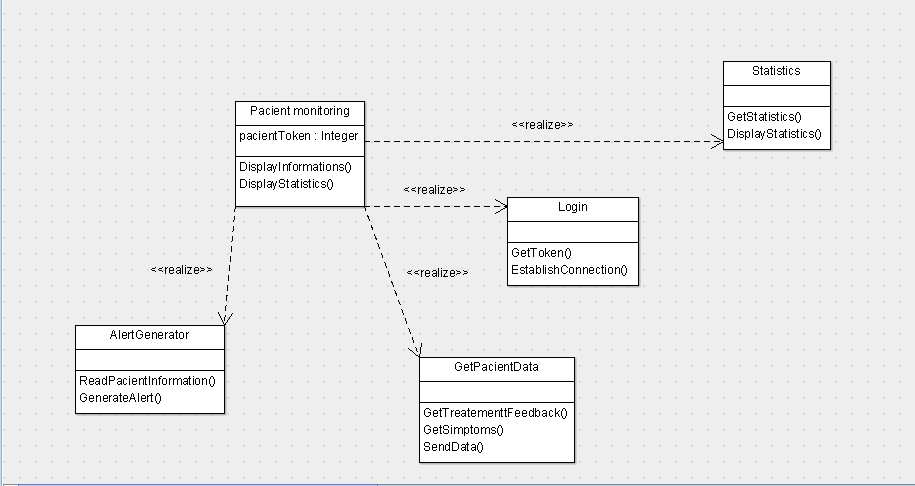 Statistics
GetStatistics()
DisplayStatistics()
Pacient monitoring
pacientToken : Integer
DisplayInformations()
DisplayStatistics()
<<realize>>
<<realize>>
Login
GetToken()
EstablishConnection()
<<realize>>
<<realize>>
AlertGenerator
ReadPacientInformation()
GenerateAlert()
GetPacientData
GetTreatementtFeedback()
GetSimptoms()
SendData()